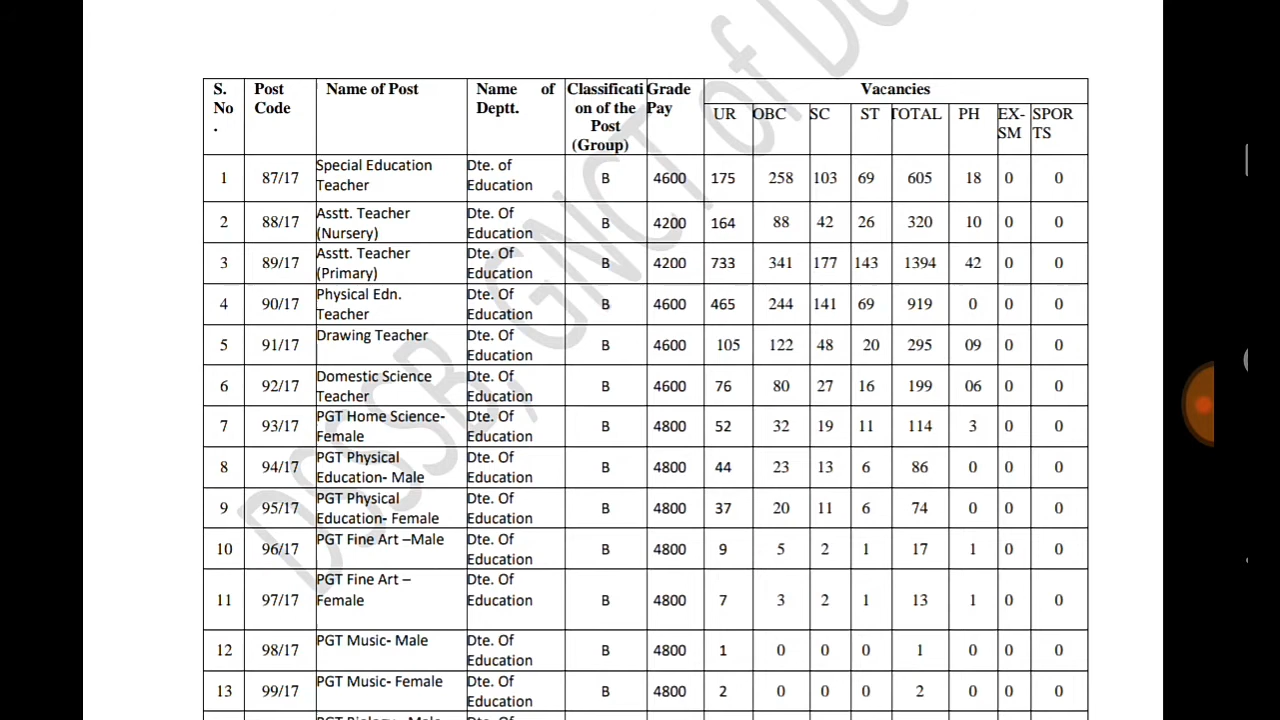 S. No . Post Code Name of Post Name of Deptt. Classificati on of the Post (Group) Grade Pay Vacancies
UR OBC SC ST TOTAL PH EX-SM SPORTS
1 87/17 Special Education Teacher Dte. of Education B 4600 175 258 103 69 605 18 0 0
2 88/17 Asstt. Teacher (Nursery) Dte. Of Education B 4200 164 88 42 26 320 10 0 0
3 89/17 Asstt. Teacher (Primary) Dte. Of Education B 4200 733 341 177 143 1394 42 0 0
4 90/17 Physical Edn. Teacher Dte. Of Education B 4600 465 244 141 69 919 0 0 0
5 91/17 Drawing Teacher Dte. Of Education B 4600 105 122 48 20 295 09 0 0
6 92/17 Domestic Science Teacher Dte. Of Education B 4600 76 80 27 16 199 06 0 0
7 93/17 PGT Home Science- Female Dte. Of Education B 4800 52 32 19 11 114 3 0 0
8 94/17 PGT Physical Education- Male Dte. Of Education B 4800 44 23 13 6 86 0 0 0
9 95/17 PGT Physical Education- Female Dte. Of Education B 4800 37 20 11 6 74 0 0 0
10 96/17 PGT Fine Art –Male Dte. Of Education B 4800 9 5 2 1 17 1 0 0
11 97/17 PGT Fine Art – Female Dte. Of Education B 4800 7 3 2 1 13 1 0 0
12 98/17 PGT Music- Male Dte. Of Education B 4800 1 0 0 0 1 0 0 0
13 99/17 PGT Music- Female Dte. Of Education B 4800 2 0 0 0 2 0 0 0
PGT Biology - Male Dte. Of
DSSB, GNCT of De